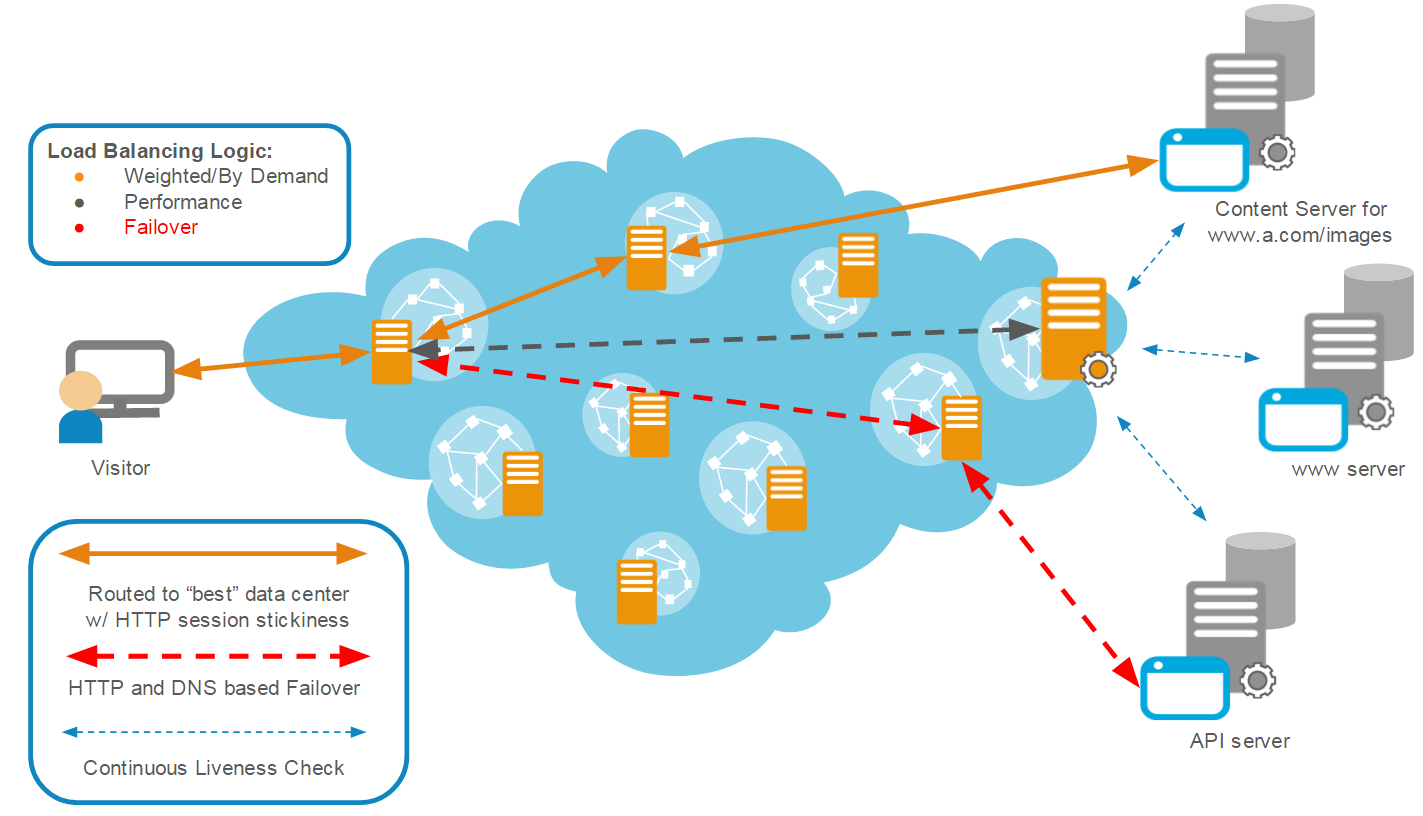 Load Balancing Logic:
● Weighted/By Demand
● Performance
● Failover
Content Server for
www.a.com/images
www server
Visitor
Routed to “best” data center
w/ HTTP session stickiness
HTTP and DNS based Failover
Continuous Liveness Check
API server